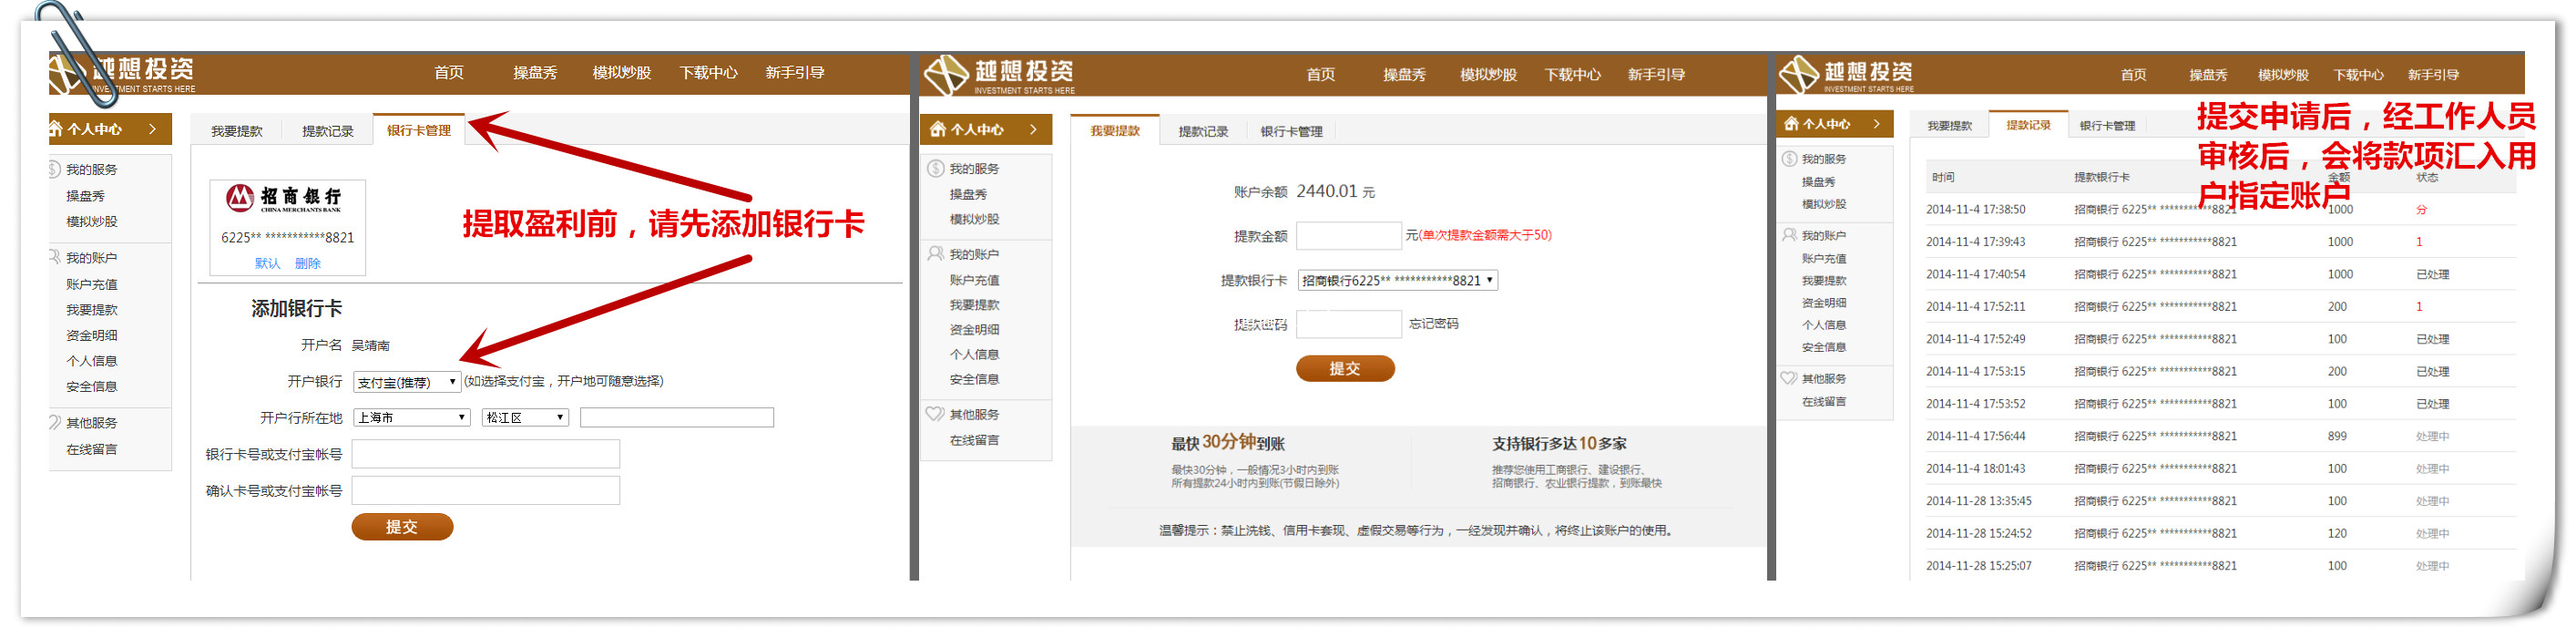 越想投资
INVESTMENT STARTS HERE
首页 操盘秀 模拟炒股 下载中心 新手引导
个人中心 >
我的服务
操盘秀
模拟炒股
我的账户
账户充值
我要提款
资金明细
个人信息
安全信息
其他服务
在线留言
我要提款 提款记录 银行卡管理
招商银行
CHINA MERCHANTS BANK
6225** ***********8821
默认 删除
提取盈利前，请先添加银行卡
添加银行卡
开户名 吴靖南
开户银行 支付宝(推荐) (如选择支付宝，开户地可随意选择)
开户行所在地 上海市 松江区
银行卡号或支付宝帐号
确认卡号或支付宝帐号
提交
越想投资
INVESTMENT STARTS HERE
首页 操盘秀 模拟炒股 下载中心 新手引导
个人中心 >
我的服务
操盘秀
模拟炒股
我的账户
账户充值
我要提款
资金明细
个人信息
安全信息
其他服务
在线留言
我要提款 提款记录 银行卡管理
账户余额 2440.01 元
提款金额 元(单次提款金额需大于50)
提款银行卡 招商银行6225** ***********8821
提款密码 忘记密码
提交
最快30分钟到账
最快30分钟，一般情况3小时内到账
所有提款24小时内到账(节假日除外)
支持银行多达10多家
推荐您使用工商银行、建设银行、
招商银行、农业银行提款，到账最快
温馨提示：禁止洗钱、信用卡套现、虚假交易等行为，一经发现并确认，将终止该账户的使用。
越想投资
INVESTMENT STARTS HERE
首页 操盘秀 模拟炒股 下载中心 新手引导
个人中心 >
我的服务
操盘秀
模拟炒股
我的账户
账户充值
我要提款
资金明细
个人信息
安全信息
其他服务
在线留言
我要提款 提款记录 银行卡管理
提交申请后，经工作人员
审核后，会将款项汇入用
户指定账户
时间 提款银行卡 金额 状态
2014-11-4 17:38:50 招商银行 6225** ***********8821 1000 分
2014-11-4 17:39:43 招商银行 6225** ***********8821 1000 1
2014-11-4 17:40:54 招商银行 6225** ***********8821 1000 已处理
2014-11-4 17:52:11 招商银行 6225** ***********8821 200 1
2014-11-4 17:52:49 招商银行 6225** ***********8821 100 已处理
2014-11-4 17:53:15 招商银行 6225** ***********8821 200 已处理
2014-11-4 17:53:52 招商银行 6225** ***********8821 100 已处理
2014-11-4 17:56:44 招商银行 6225** ***********8821 899 处理中
2014-11-4 18:01:43 招商银行 6225** ***********8821 100 处理中
2014-11-28 13:35:45 招商银行 6225** ***********8821 100 处理中
2014-11-28 15:24:52 招商银行 6225** ***********8821 120 处理中
2014-11-28 15:25:07 招商银行 6225** ***********8821 100 处理中